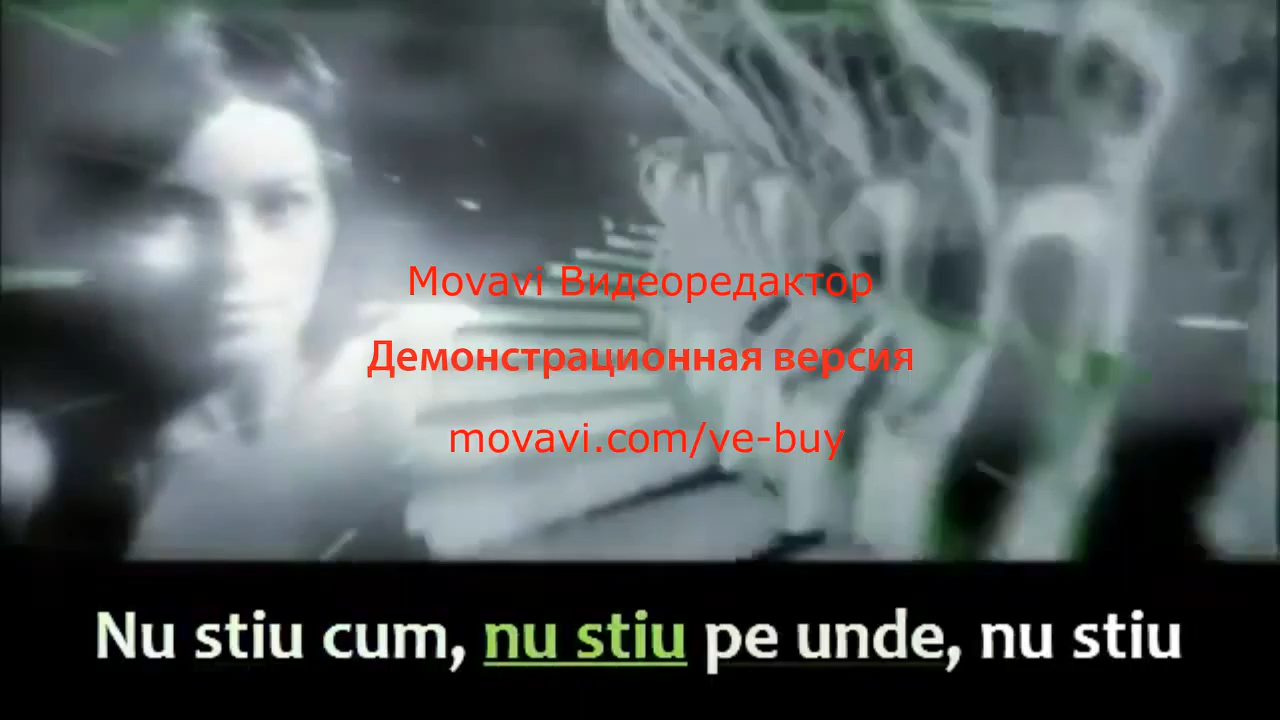 Movavi Видеоредактор
Демонстрационная версия
movavi.com/ve-buy
Nu stiu cum, nu stiu pe unde, nu stiu